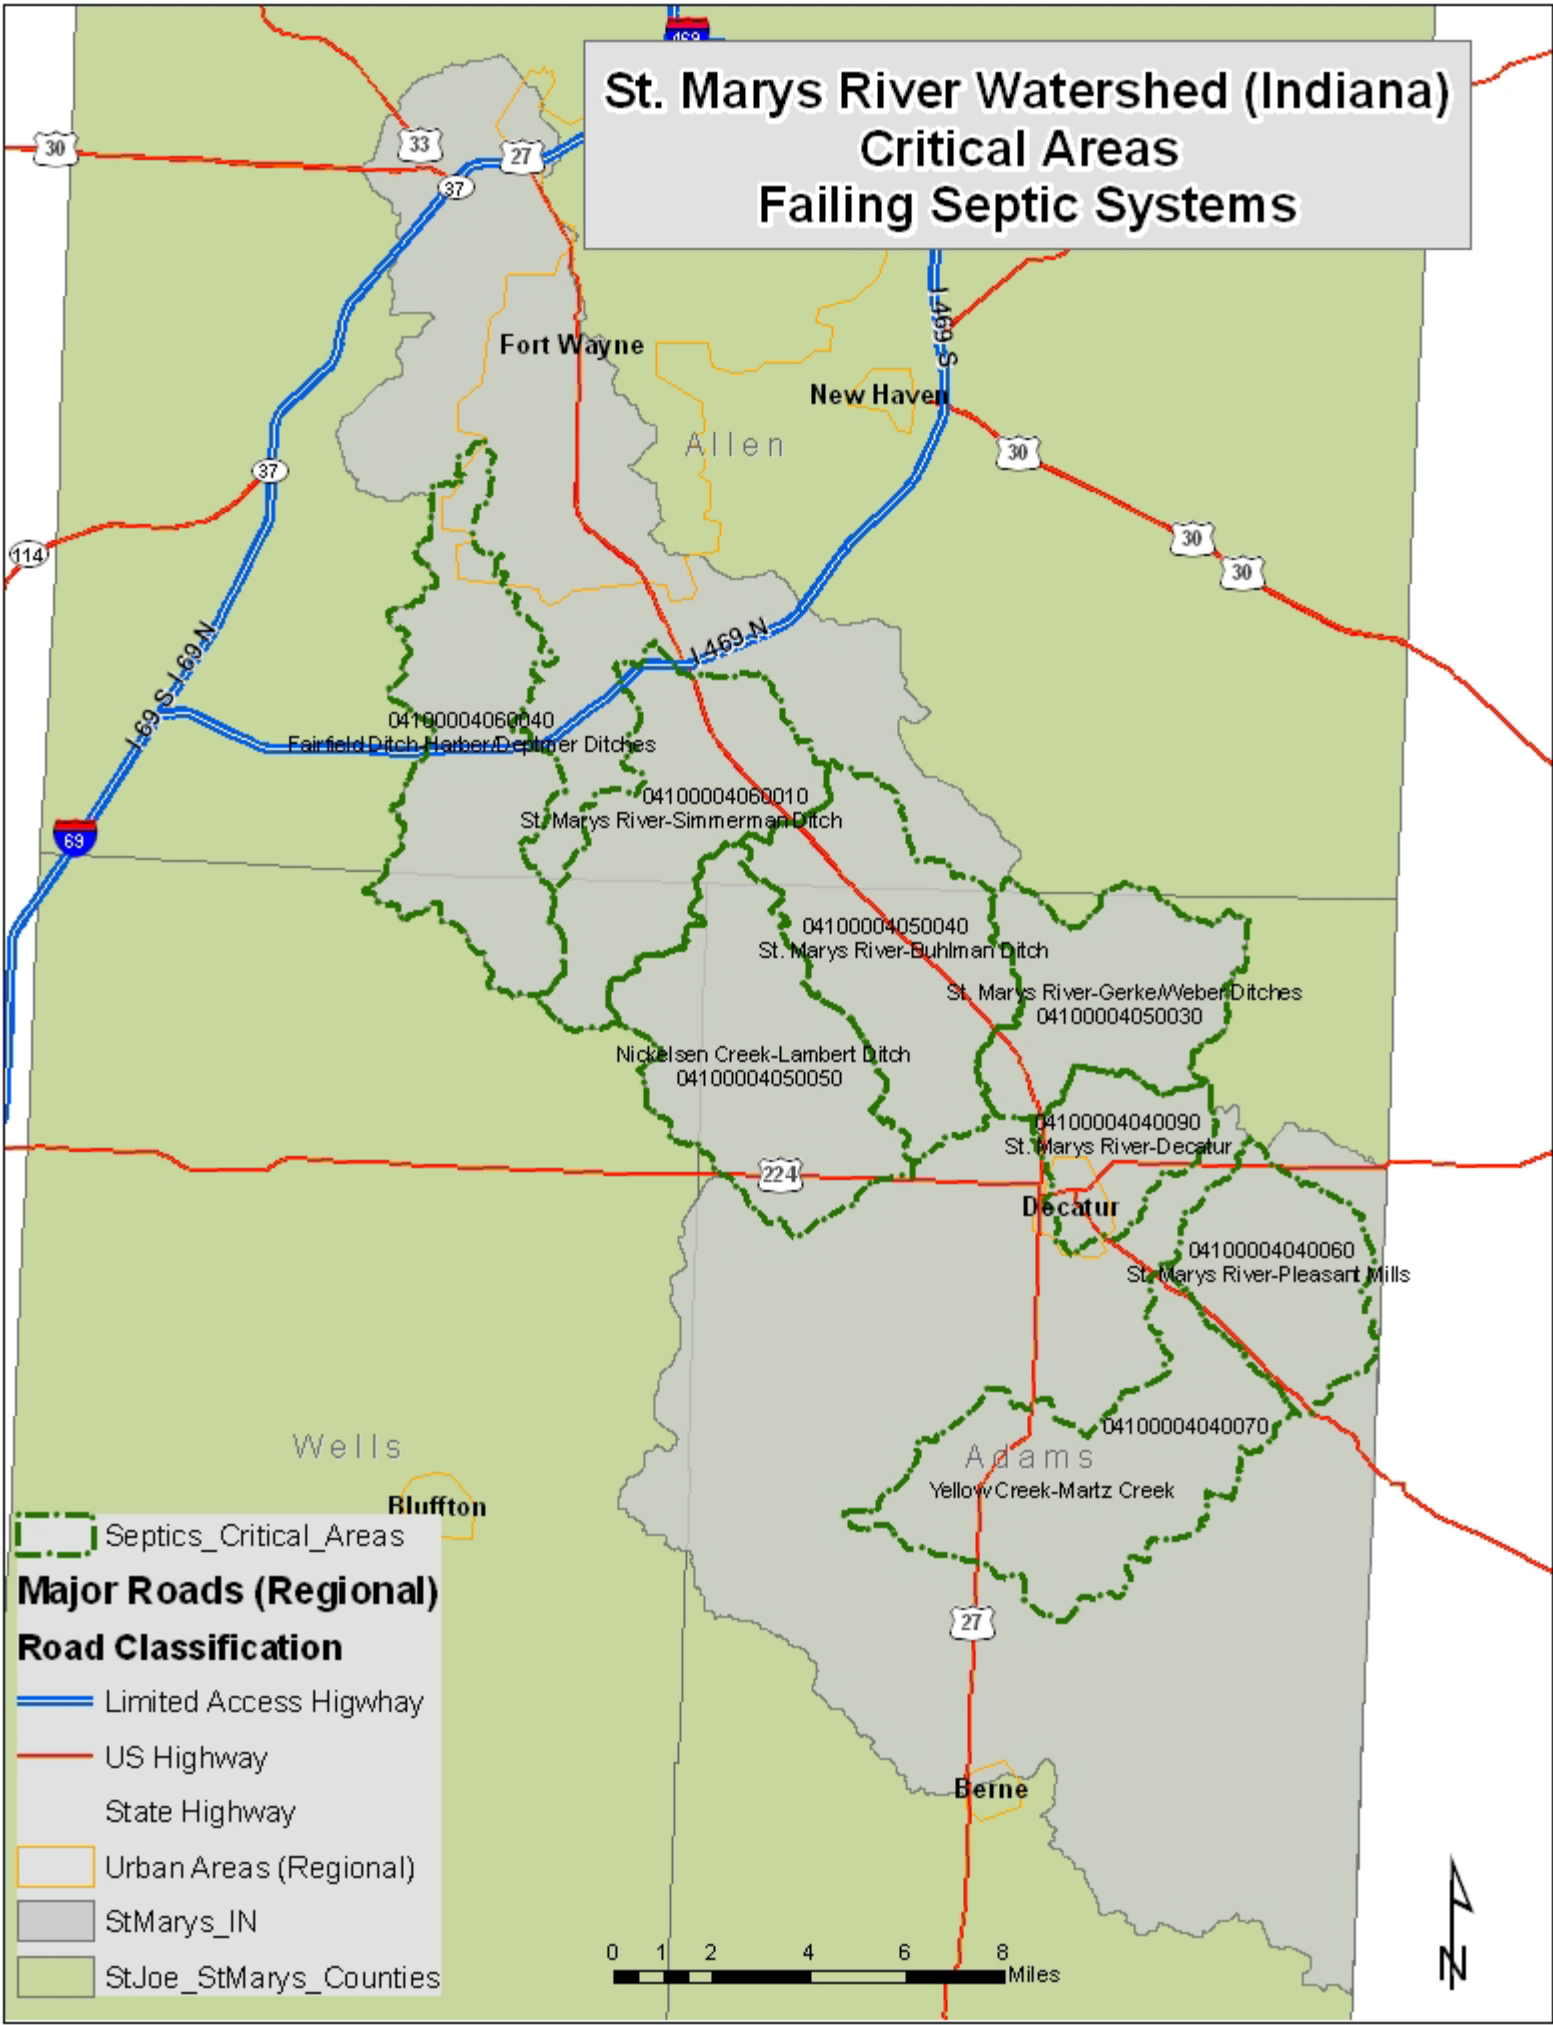 469
St. Marys River Watershed (Indiana)
Critical Areas
Failing Septic Systems
30
33
27
37
I 469 S
Fort Wayne
New Haven
Allen
30
37
114
30
30
I 469 N
I 69 S I 69 N
04100004060040
Fairfield Ditch-Harber/Deptmer Ditches
04100004060010
St. Marys River-Simmerman Ditch
69
04100004050040
St. Marys River-Buhlman Ditch
St. Marys River-Gerke/Weber Ditches
04100004050030
Nickelsen Creek-Lambert Ditch
04100004050050
04100004040090
St. Marys River-Decatur
224
Decatur
04100004040060
St. Marys River-Pleasant Mills
04100004040070
Wells
Adams
Yellow Creek-Martz Creek
Bluffton
27
Berne
Septics_Critical_Areas
Major Roads (Regional)
Road Classification
Limited Access Higwhay
US Highway
State Highway
Urban Areas (Regional)
StMarys_IN
StJoe_StMarys_Counties
0 1 2 4 6 8
Miles
N